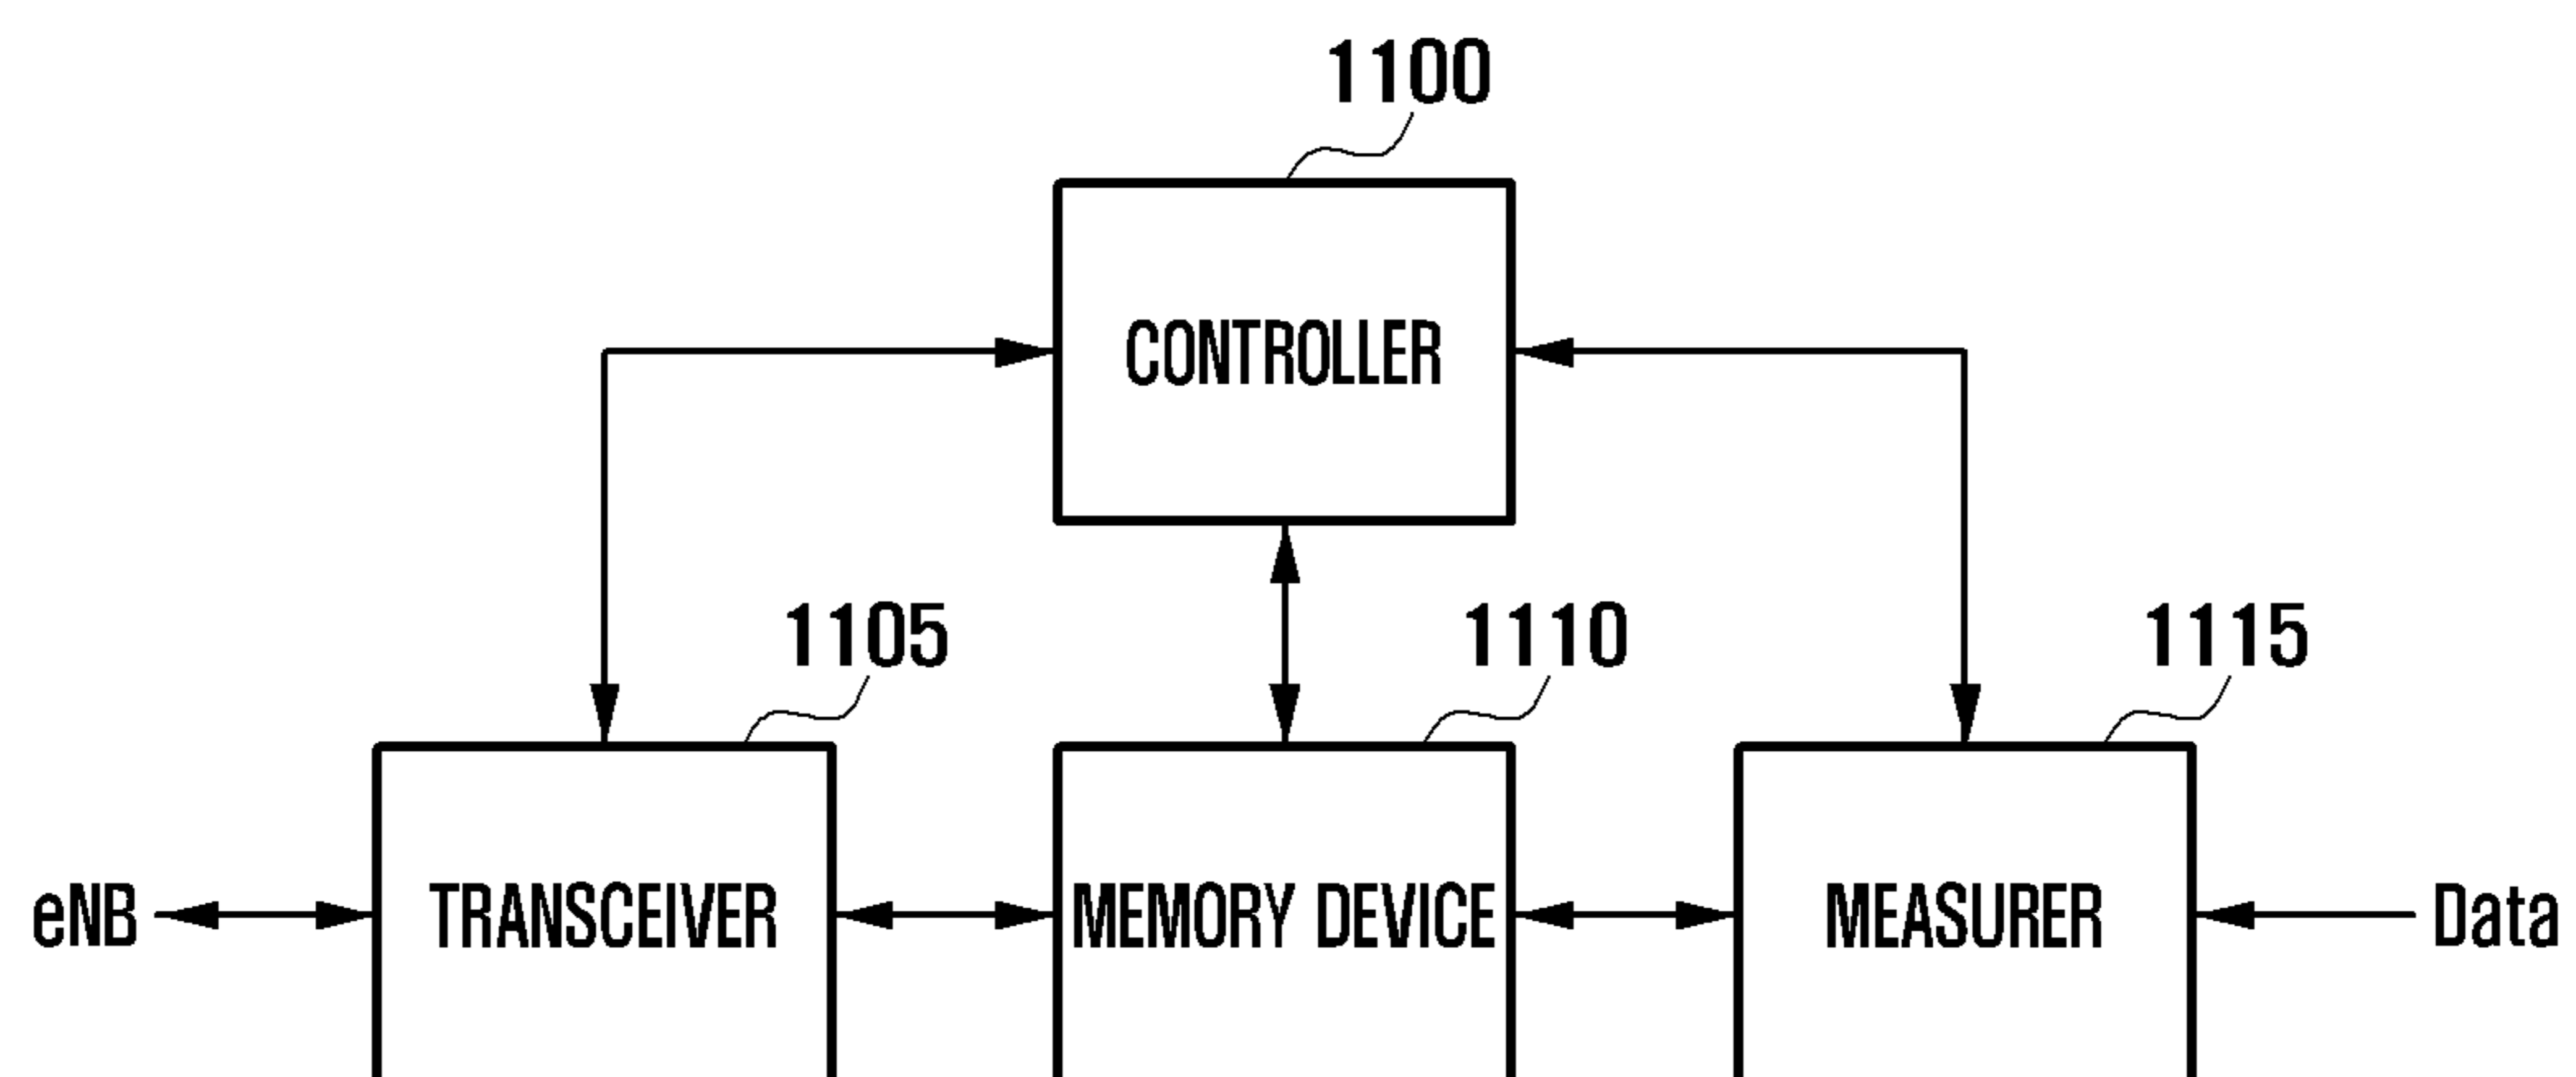 1100
CONTROLLER
1105
1110
1115
eNB
TRANSCEIVER
MEMORY DEVICE
MEASURER
Data